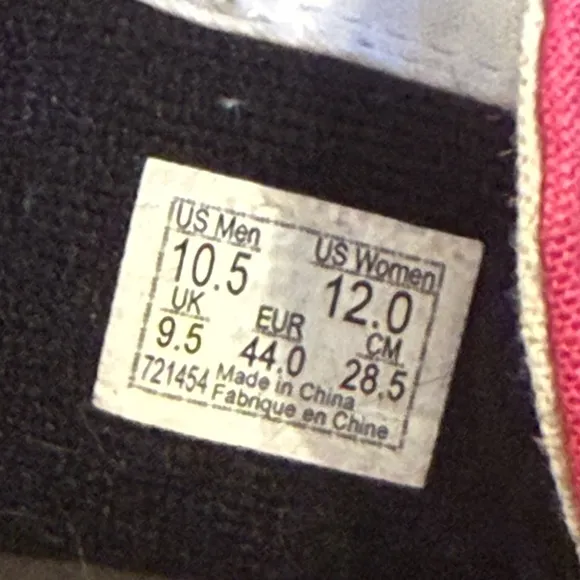 US Men US Women
10.5 12.0
UK EUR CM
9.5 44.0 28.5
721454 Made in China
Fabrique en Chine